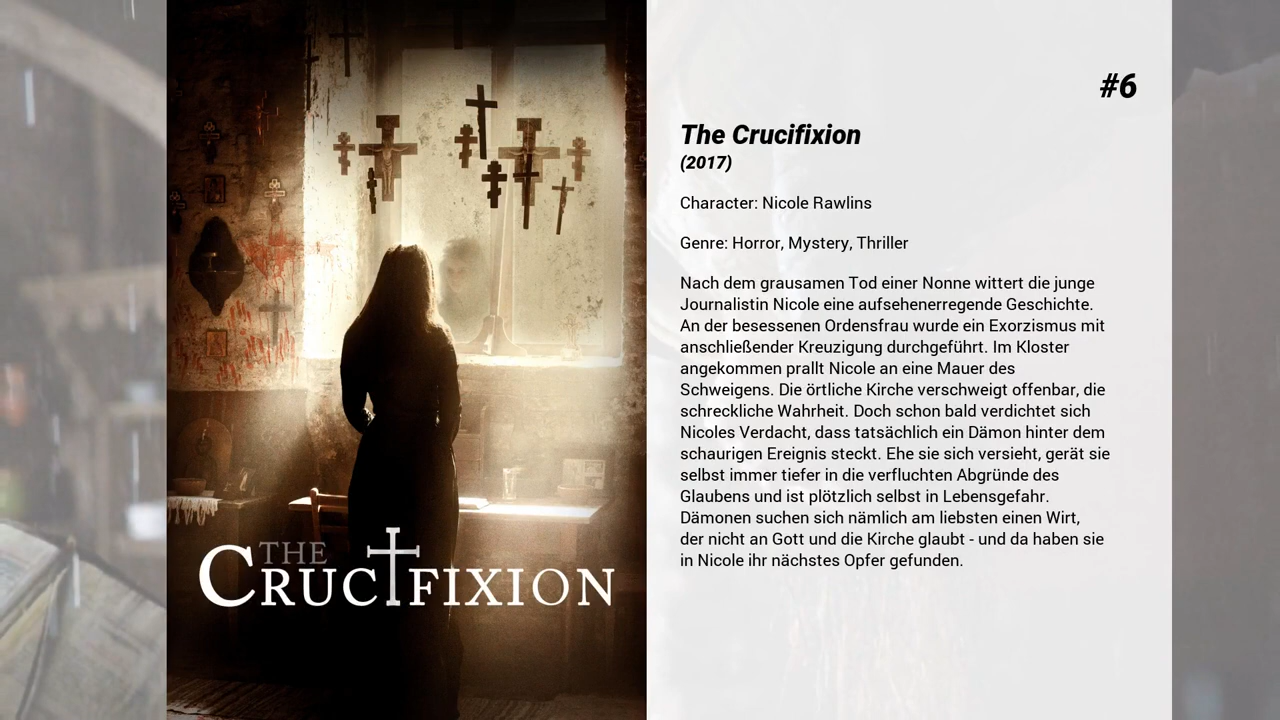 THE
CRUCIFIXION
#6
The Crucifixion
(2017)
Character: Nicole Rawlins
Genre: Horror, Mystery, Thriller
Nach dem grausamen Tod einer Nonne wittert die junge
Journalistin Nicole eine aufsehenerregende Geschichte.
An der besessenen Ordensfrau wurde ein Exorzismus mit
anschließender Kreuzigung durchgeführt. Im Kloster
angekommen prallt Nicole an eine Mauer des
Schweigens. Die örtliche Kirche verschweigt offenbar, die
schreckliche Wahrheit. Doch schon bald verdichtet sich
Nicoles Verdacht, dass tatsächlich ein Dämon hinter dem
schaurigen Ereignis steckt. Ehe sie sich versieht, gerät sie
selbst immer tiefer in die verfluchten Abgründe des
Glaubens und ist plötzlich selbst in Lebensgefahr.
Dämonen suchen sich nämlich am liebsten einen Wirt,
der nicht an Gott und die Kirche glaubt - und da haben sie
in Nicole ihr nächstes Opfer gefunden.